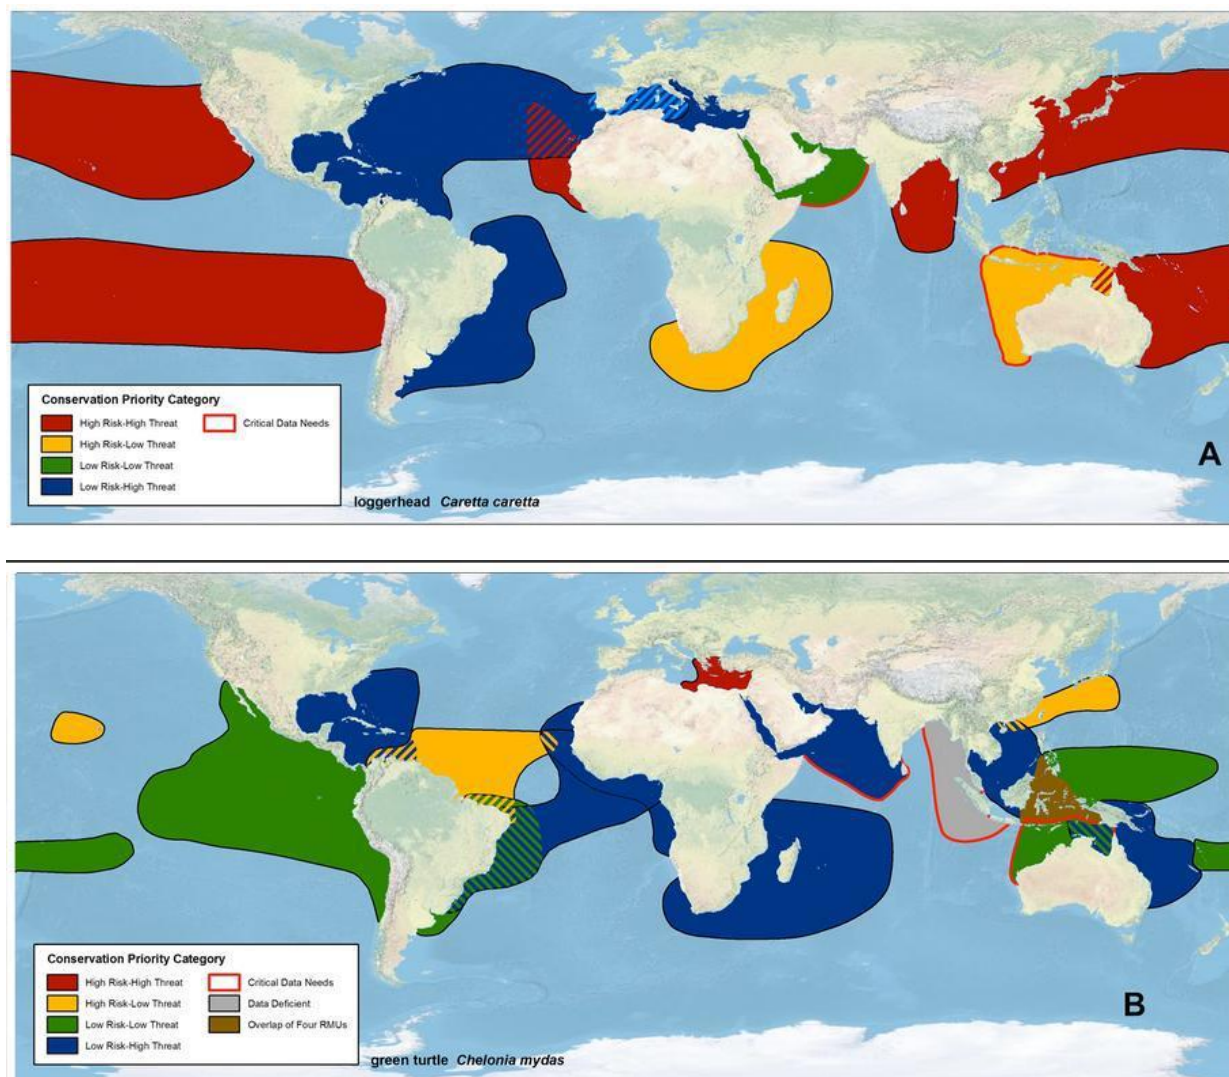 Conservation Priority Category
High Risk-High Threat
Critical Data Needs
High Risk-Low Threat
Low Risk-Low Threat
Low Risk-High Threat
A
loggerhead Caretta caretta
Conservation Priority Category
High Risk-High Threat
Critical Data Needs
High Risk-Low Threat
Data Deficient
Low Risk-Low Threat
Overlap of Four RMUs
Low Risk-High Threat
B
green turtle Chelonia mydas